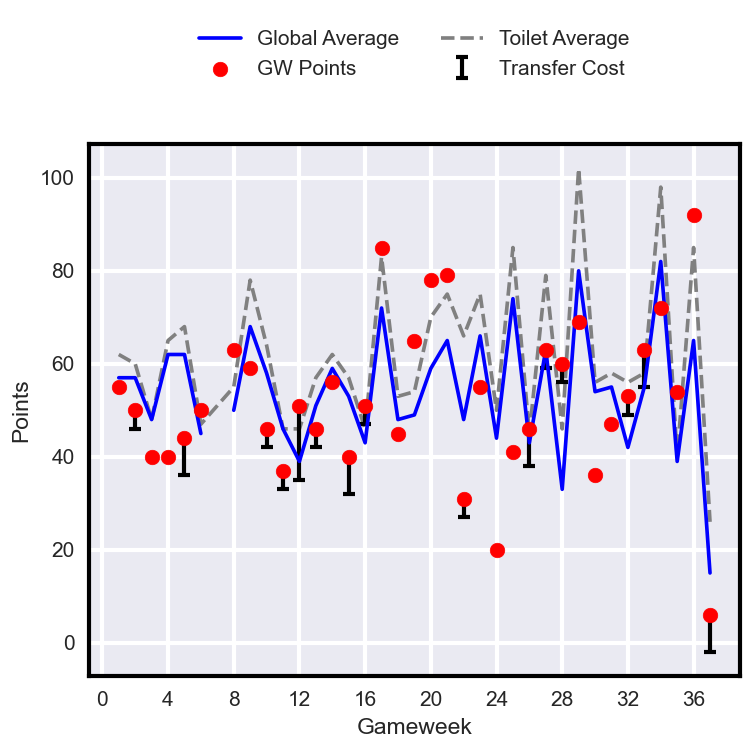 Global Average
GW Points
Toilet Average
Transfer Cost
100
80
60
40
20
0
Points
0 4 8 12 16 20 24 28 32 36
Gameweek